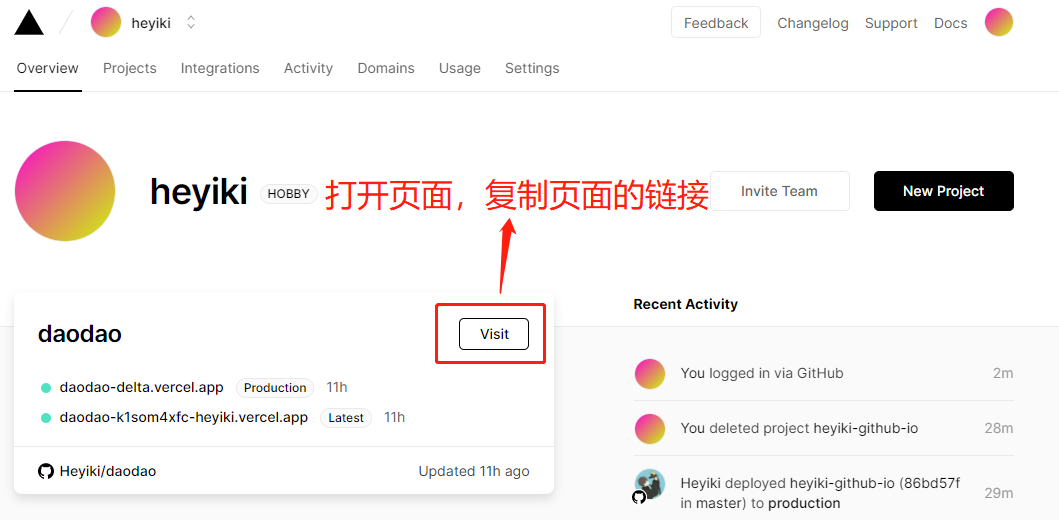 heyiki
Feedback
Changelog
Support
Docs
Overview
Projects
Integrations
Activity
Domains
Usage
Settings
heyiki
HOBBY
打开页面，复制页面的链接
Invite Team
New Project
daodao
Visit
daodao-delta.vercel.app
Production
11h
daodao-k1som4xfc-heyiki.vercel.app
Latest
11h
Heyiki/daodao
Updated 11h ago
Recent Activity
You logged in via GitHub
2m
You deleted project heyiki-github-io
28m
Heyiki deployed heyiki-github-io (86bd57f
in master) to production
29m